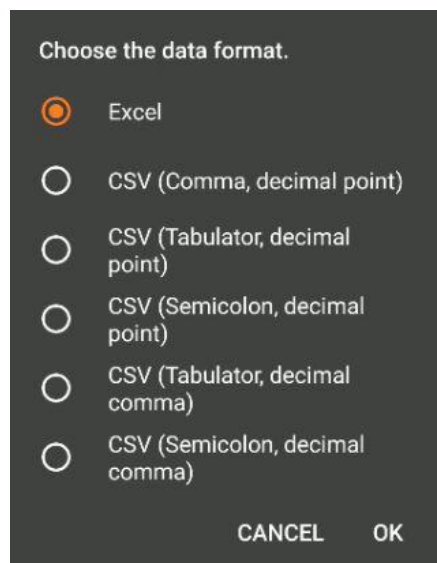 Choose the data format.
Excel
CSV (Comma, decimal point)
CSV (Tabulator, decimal
point)
CSV (Semicolon, decimal
point)
CSV (Tabulator, decimal
comma)
CSV (Semicolon, decimal
comma)
CANCEL OK